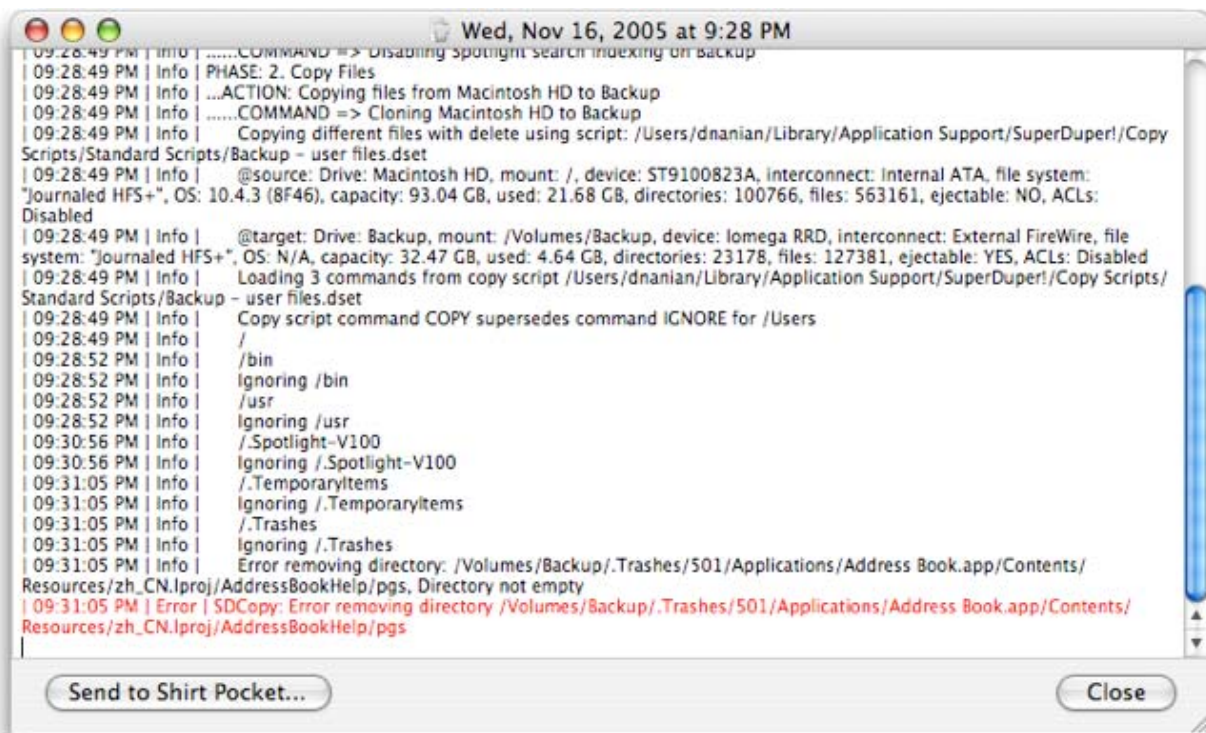 Wed, Nov 16, 2005 at 9:28 PM
| 09:28:49 PM | Info | ......COMMAND => Disabling Spotlight search indexing on Backup
| 09:28:49 PM | Info | PHASE: 2. Copy Files
| 09:28:49 PM | Info | ...ACTION: Copying files from Macintosh HD to Backup
| 09:28:49 PM | Info | ......COMMAND => Cloning Macintosh HD to Backup
| 09:28:49 PM | Info | Copying different files with delete using script: /Users/dnanian/Library/Application Support/SuperDuper!/Copy
Scripts/Standard Scripts/Backup - user files.dset
| 09:28:49 PM | Info | @source: Drive: Macintosh HD, mount: /, device: ST9100823A, interconnect: Internal ATA, file system:
"Journaled HFS+", OS: 10.4.3 (8F46), capacity: 93.04 GB, used: 21.68 GB, directories: 100766, files: 563161, ejectable: NO, ACLs:
Disabled
| 09:28:49 PM | Info | @target: Drive: Backup, mount: /Volumes/Backup, device: Iomega RRD, interconnect: External FireWire, file
system: "Journaled HFS+", OS: N/A, capacity: 32.47 GB, used: 4.64 GB, directories: 23178, files: 127381, ejectable: YES, ACLs: Disabled
| 09:28:49 PM | Info | Loading 3 commands from copy script /Users/dnanian/Library/Application Support/SuperDuper!/Copy Scripts/
Standard Scripts/Backup - user files.dset
| 09:28:49 PM | Info | Copy script command COPY supersedes command IGNORE for /Users
| 09:28:49 PM | Info | /
| 09:28:52 PM | Info | /bin
| 09:28:52 PM | Info | Ignoring /bin
| 09:28:52 PM | Info | /usr
| 09:28:52 PM | Info | Ignoring /usr
| 09:30:56 PM | Info | /.Spotlight-V100
| 09:30:56 PM | Info | Ignoring /.Spotlight-V100
| 09:31:05 PM | Info | /.TemporaryItems
| 09:31:05 PM | Info | Ignoring /.TemporaryItems
| 09:31:05 PM | Info | /.Trashes
| 09:31:05 PM | Info | Ignoring /.Trashes
| 09:31:05 PM | Info | Error removing directory: /Volumes/Backup/.Trashes/501/Applications/Address Book.app/Contents/
Resources/zh_CN.lproj/AddressBookHelp/pgs, Directory not empty
| 09:31:05 PM | Error | SDCopy: Error removing directory /Volumes/Backup/.Trashes/501/Applications/Address Book.app/Contents/
Resources/zh_CN.lproj/AddressBookHelp/pgs
Send to Shirt Pocket...
Close